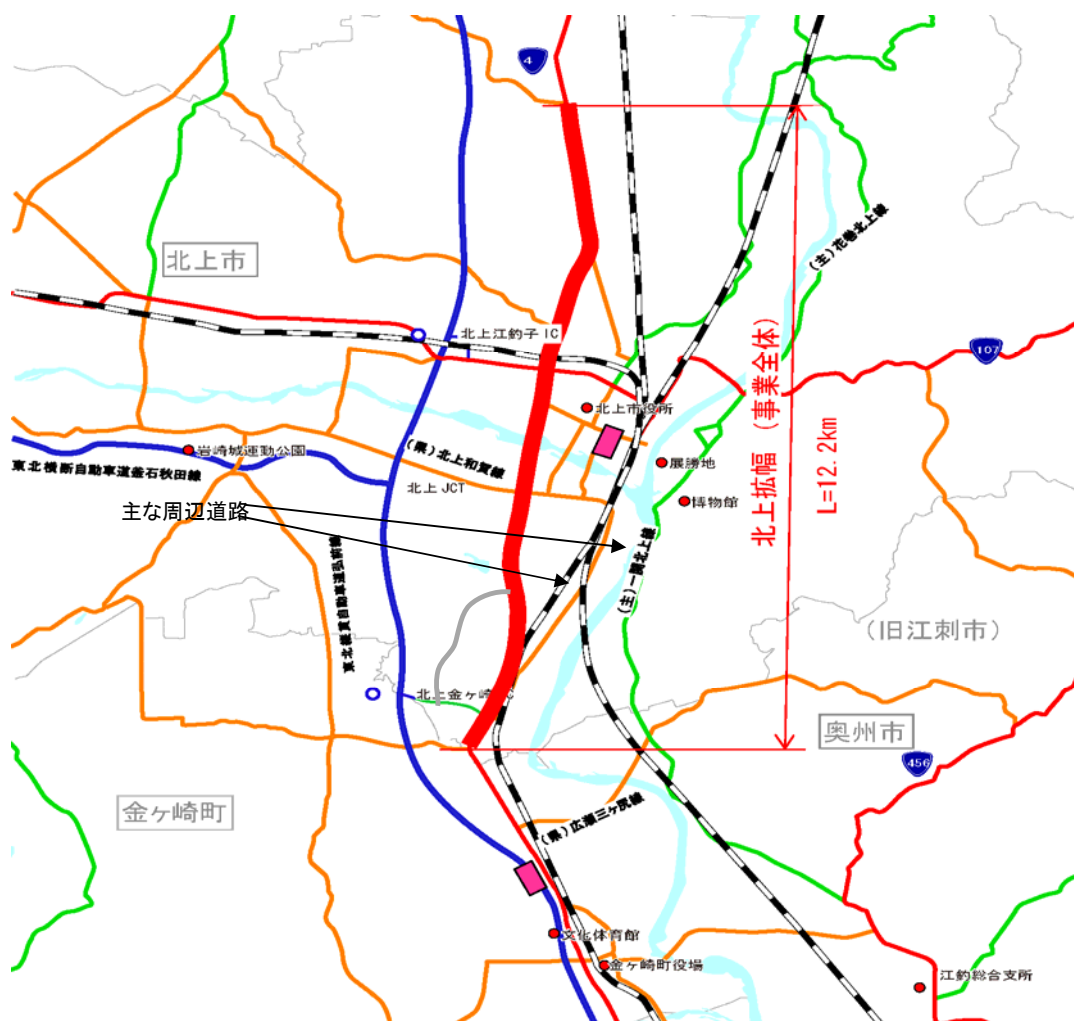 4
(主)花巻北上線
北上市
北上江釣子IC
107
北上拡幅（事業全体）
L=12.2km
北上市役所
(県)北上和賀線
岩崎城運動公園
展勝地
東北横断自動車道釜石秋田線
北上JCT
博物館
主な周辺道路
(主)一関北上線
東北縦貫自動車道弘前線
(旧江刺市)
北上金ヶ崎IC
奥州市
456
金ヶ崎町
(県)広瀬三ヶ尻線
文化体育館
金ヶ崎町役場
江釣総合支所